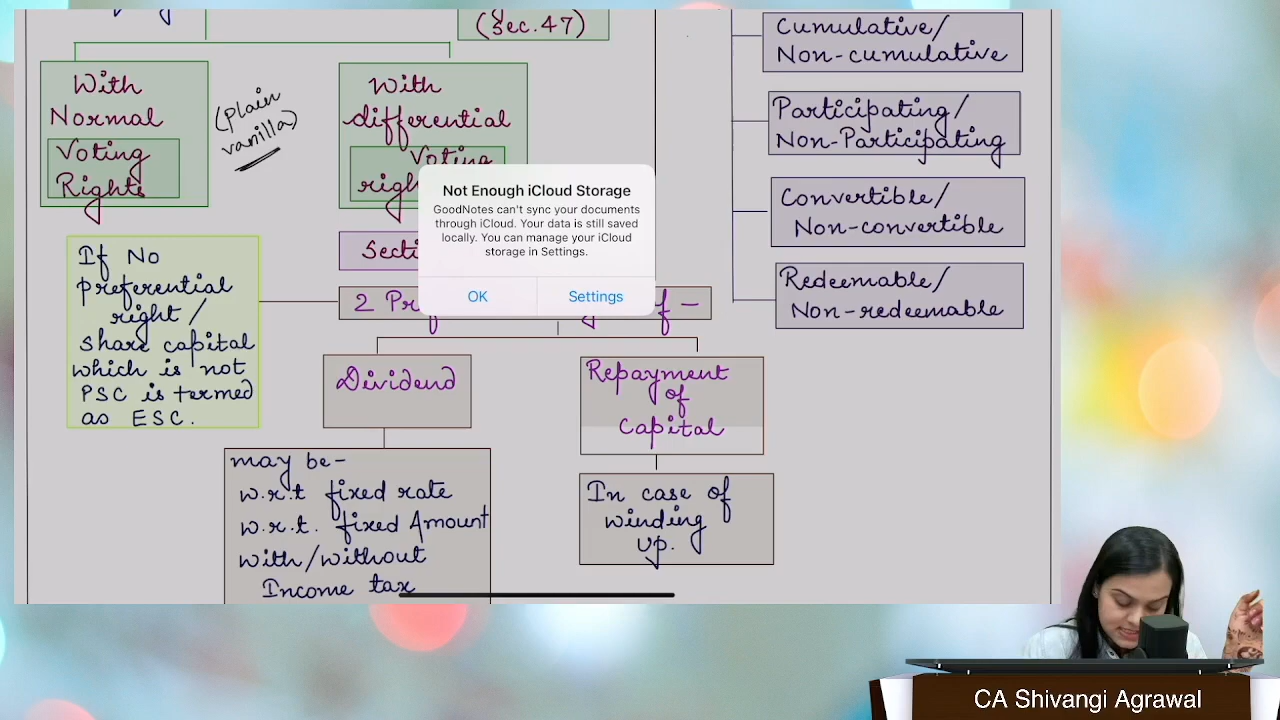 (Sec.47)
With
Normal
Voting
Rights
(plain
vanilla)
With
differential
Voting
Secti
2 Pr
f —
If No
preferential
right /
share capital
which is not
PSC is termed
as ESC.
Dividend
may be-
w.r.t fixed rate
w.r.t. fixed Amount
with/without
Income tax
Repayment
of
Capital
In case of
winding
up.
Cumulative/
Non-cumulative
Participating/
Non-Participating
Convertible/
Non-convertible
Redeemable/
Non-redeemable
Not Enough iCloud Storage
GoodNotes can't sync your documents
through iCloud. Your data is still saved
locally. You can manage your iCloud
storage in Settings.
OK
Settings
CA Shivangi Agrawal